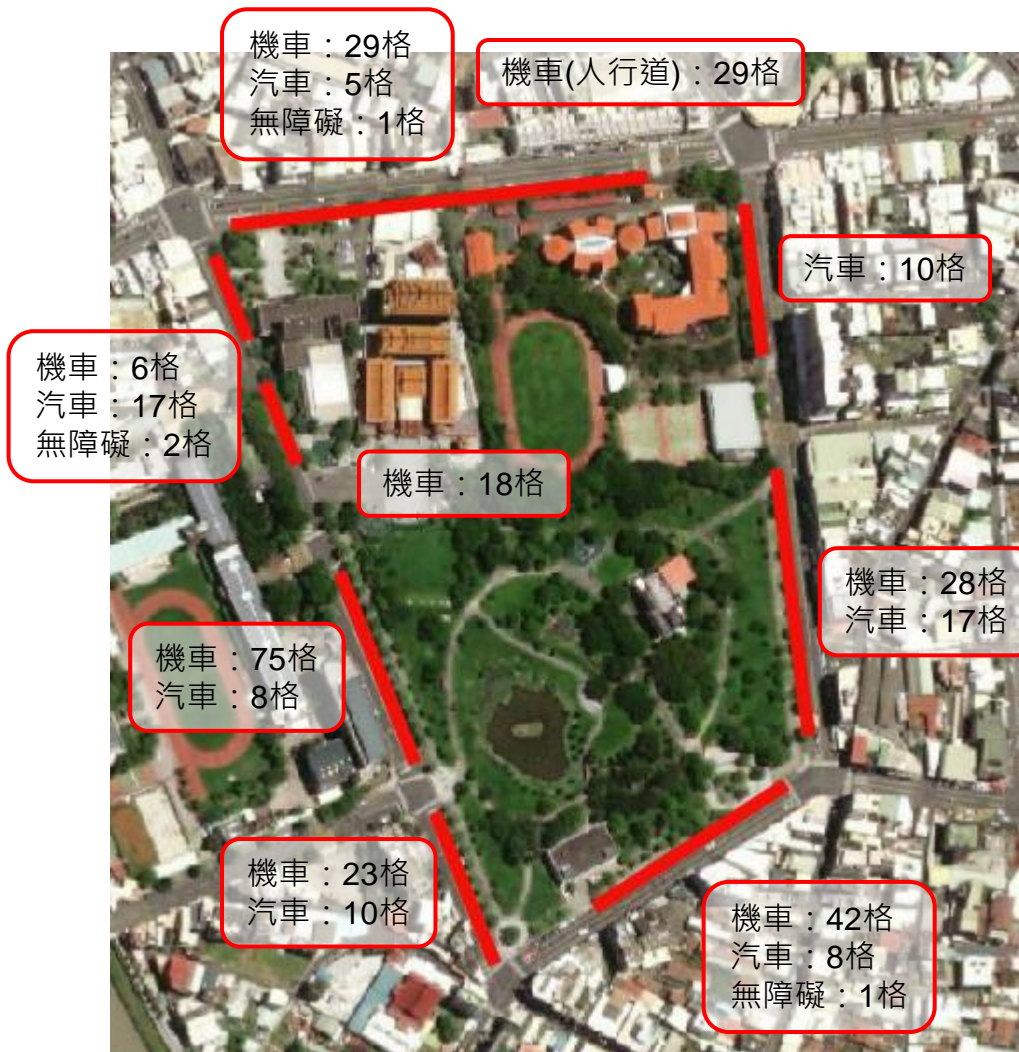 機車：29格
汽車：5格
無障礙：1格
機車(人行道)：29格
汽車：10格
機車：6格
汽車：17格
無障礙：2格
機車：18格
機車：28格
汽車：17格
機車：75格
汽車：8格
機車：23格
汽車：10格
機車：42格
汽車：8格
無障礙：1格